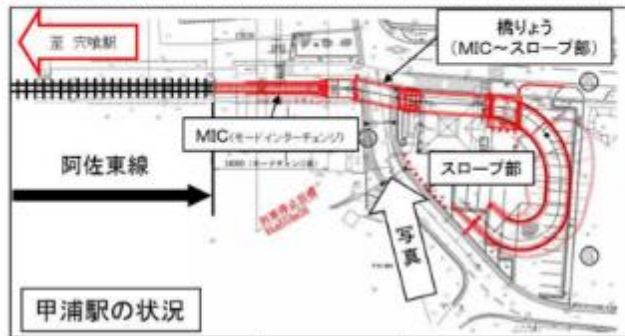 至 宍喰駅
橋りょう
(MIC～スロープ部)
MIC(モードインターチェンジ)
阿佐東線
スロープ部
写真
甲浦駅の状況